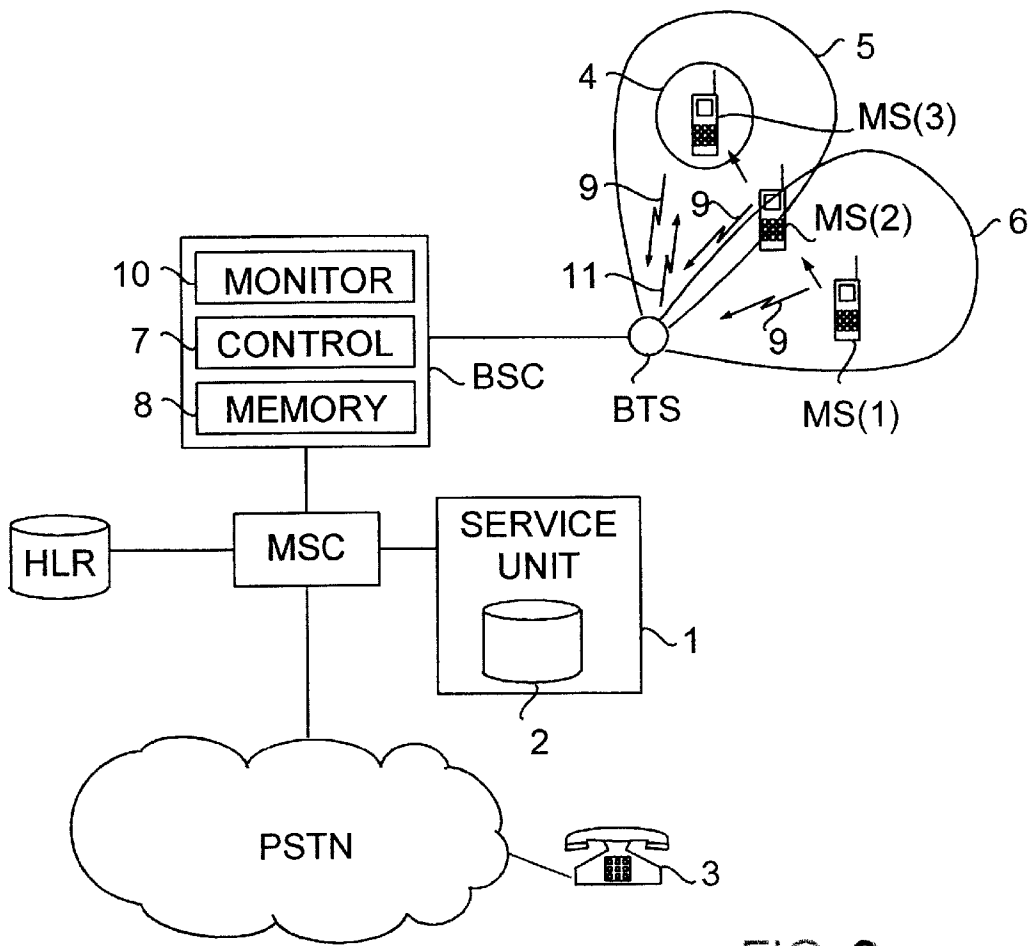 5
4
MS(3)
9
9
MS(2)
6
10
MONITOR
11
7
CONTROL
9
BSC
8
MEMORY
BTS
MS(1)
SERVICE
UNIT
HLR
MSC
1
2
PSTN
3